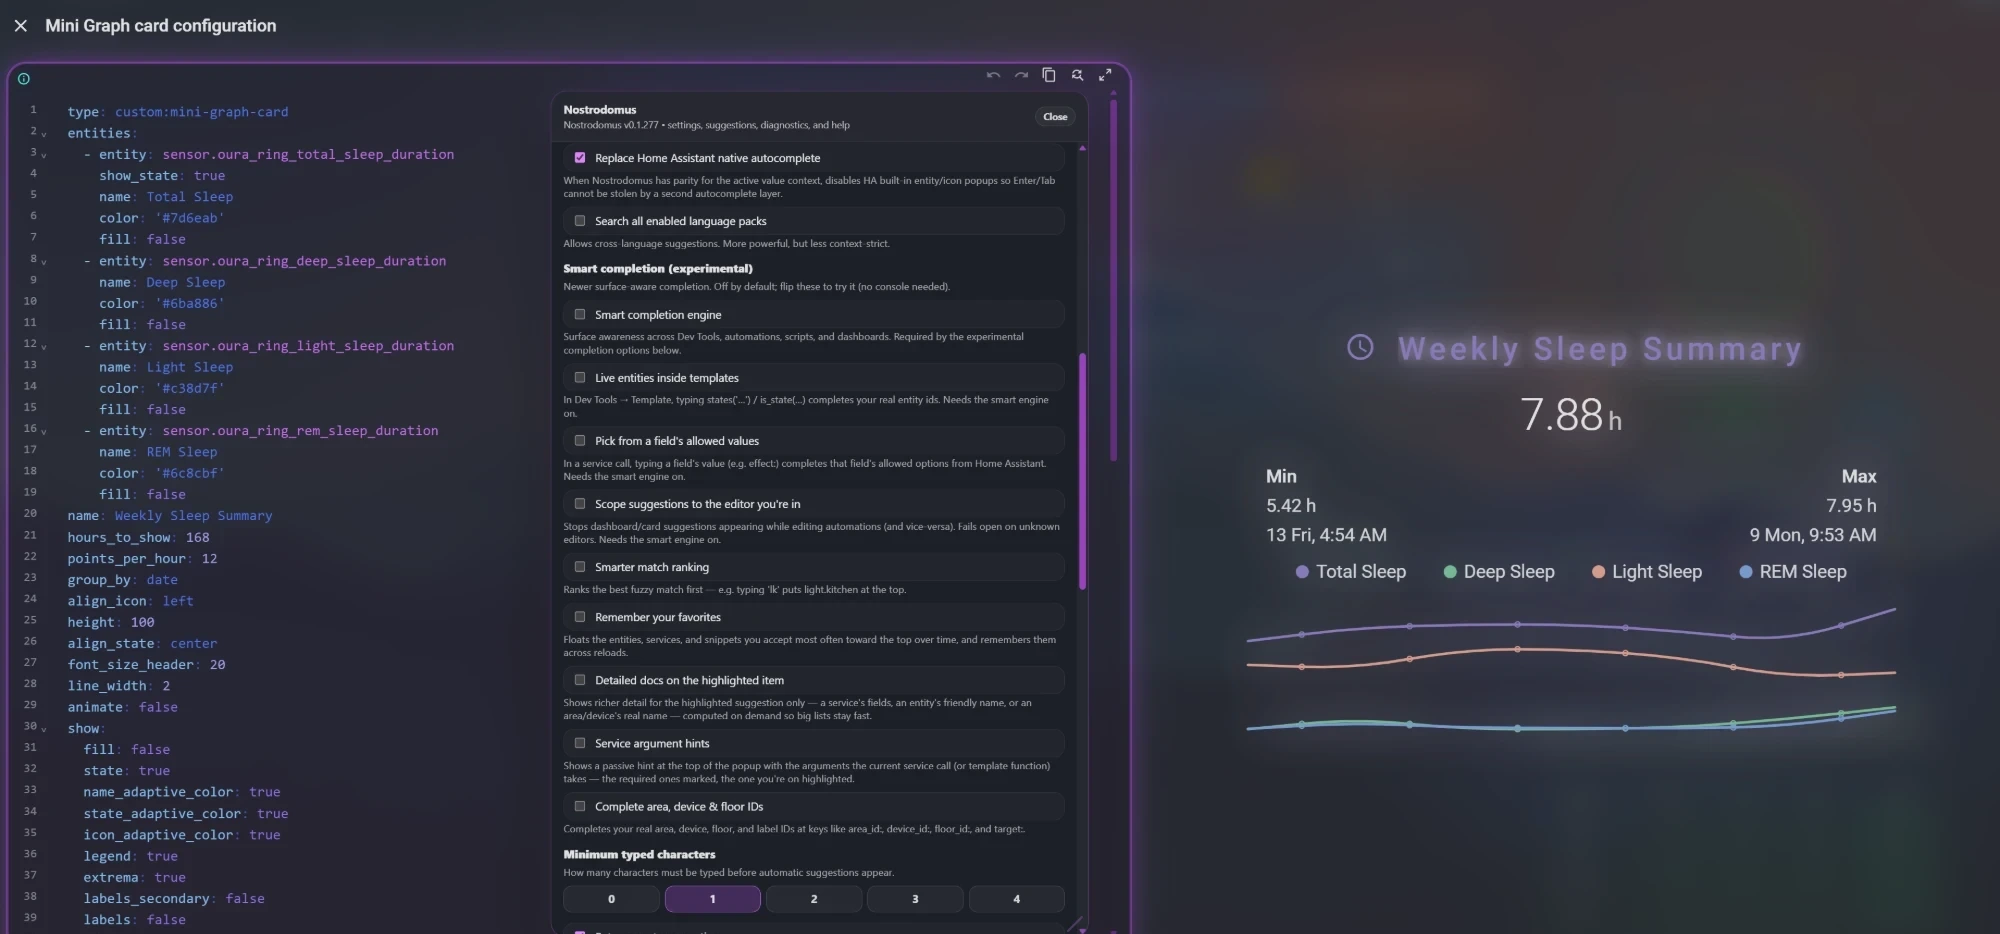 Mini Graph card configuration
1 type: custom:mini-graph-card
2 entities:
3 - entity: sensor.oura_ring_total_sleep_duration
4 show_state: true
5 name: Total Sleep
6 color: '#7d6eab'
7 fill: false
8 - entity: sensor.oura_ring_deep_sleep_duration
9 name: Deep Sleep
10 color: '#6ba886'
11 fill: false
12 - entity: sensor.oura_ring_light_sleep_duration
13 name: Light Sleep
14 color: '#c38d7f'
15 fill: false
16 - entity: sensor.oura_ring_rem_sleep_duration
17 name: REM Sleep
18 color: '#6c8cbf'
19 fill: false
20 name: Weekly Sleep Summary
21 hours_to_show: 168
22 points_per_hour: 12
23 group_by: date
24 align_icon: left
25 height: 100
26 align_state: center
27 font_size_header: 20
28 line_width: 2
29 animate: false
30 show:
31 fill: false
32 state: true
33 name_adaptive_color: true
34 state_adaptive_color: true
35 icon_adaptive_color: true
36 legend: true
37 extrema: true
38 labels_secondary: false
39 labels: false
Nostrodomus
Nostrodomus v0.1.277 • settings, suggestions, diagnostics, and help
Close
Replace Home Assistant native autocomplete
When Nostrodomus has parity for the active value context, disables HA built-in entity/icon popups so Enter/Tab
cannot be stolen by a second autocomplete layer.
Search all enabled language packs
Allows cross-language suggestions. More powerful, but less context-strict.
Smart completion (experimental)
Newer surface-aware completion. Off by default; flip these to try it (no console needed).
Smart completion engine
Surface awareness across Dev Tools, automations, scripts, and dashboards. Required by the experimental
completion options below.
Live entities inside templates
In Dev Tools → Template, typing states('...') / is_state(...) completes your real entity ids. Needs the smart engine
on.
Pick from a field's allowed values
In a service call, typing a field's value (e.g. effect:) completes that field's allowed options from Home Assistant.
Needs the smart engine on.
Scope suggestions to the editor you're in
Stops dashboard/card suggestions appearing while editing automations (and vice-versa). Fails open on unknown
editors. Needs the smart engine on.
Smarter match ranking
Ranks the best fuzzy match first — e.g. typing 'lk' puts light.kitchen at the top.
Remember your favorites
Floats the entities, services, and snippets you accept most often toward the top over time, and remembers them
across reloads.
Detailed docs on the highlighted item
Shows richer detail for the highlighted suggestion only — a service's fields, an entity's friendly name, or an
area/device's real name — computed on demand so big lists stay fast.
Service argument hints
Shows a passive hint at the top of the popup with the arguments the current service call (or template function)
takes — the required ones marked, the one you're on highlighted.
Complete area, device & floor IDs
Completes your real area, device, floor, and label IDs at keys like area_id:, device_id:, floor_id:, and target:.
Minimum typed characters
How many characters must be typed before automatic suggestions appear.
0 1 2 3 4
Weekly Sleep Summary
7.88 h
Min Max
5.42 h 7.95 h
13 Fri, 4:54 AM 9 Mon, 9:53 AM
Total Sleep Deep Sleep Light Sleep REM Sleep